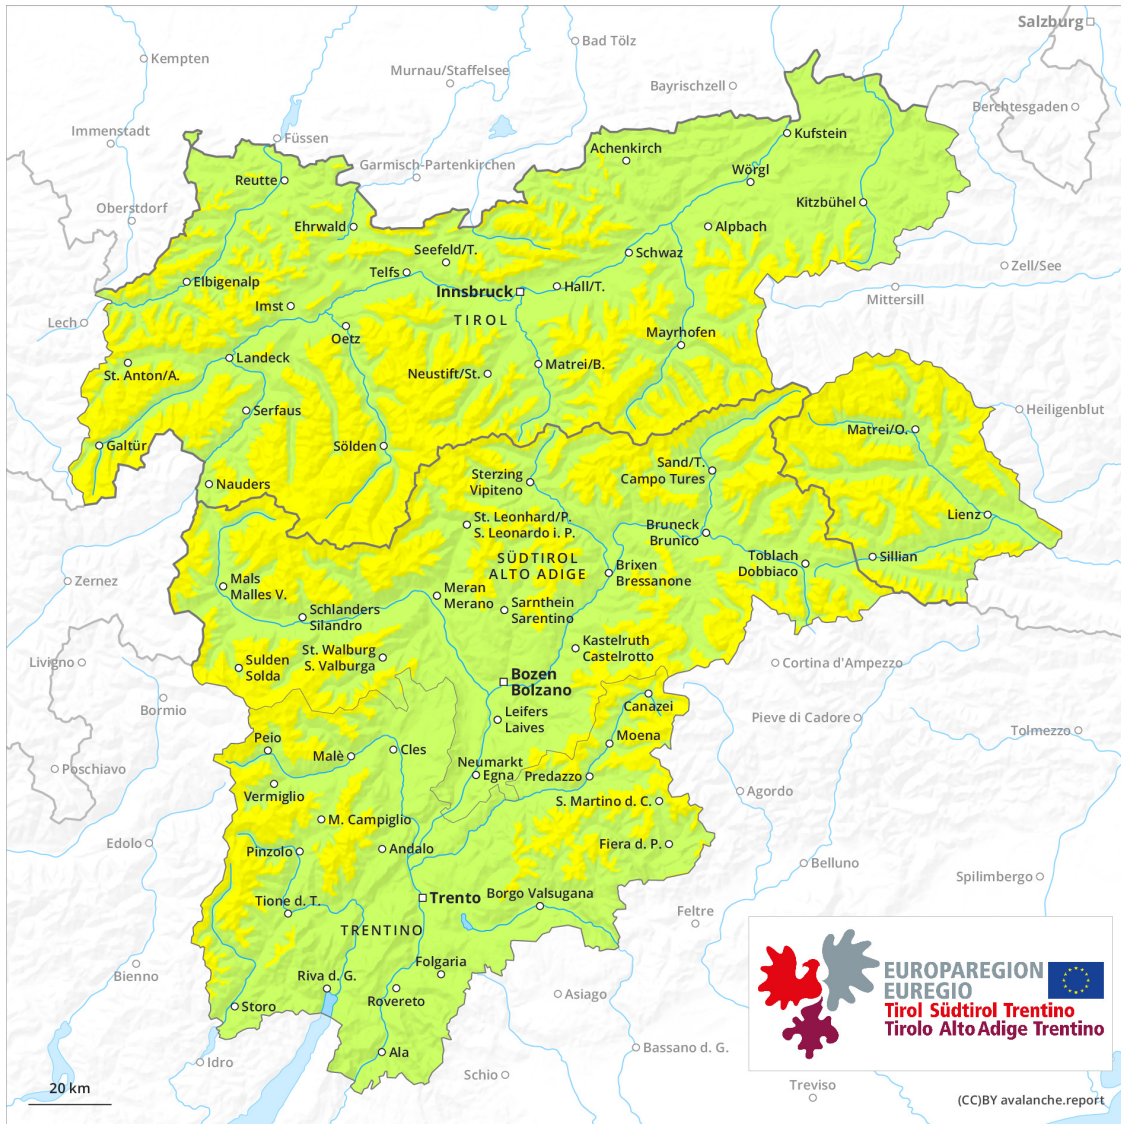 Salzburg
Bad Tölz
Kempten
Murnau/Staffelsee
Bayrischzell
Berchtesgaden
Immenstadt
Füssen
Kufstein
Achenkirch
Garmisch-Partenkirchen
Wörgl
Reutte
Oberstdorf
Kitzbühel
Ehrwald
Alpbach
Seefeld/T.
Schwaz
Zell/See
Telfs
Elbigenalp
Hall/T.
Innsbruck
Mittersill
Imst
TIROL
Lech
Mayrhofen
Oetz
Landeck
Matrei/B.
St. Anton/A.
Neustift/St.
Serfaus
Heiligenblut
Matrei/O.
Galtür
Sölden
Sand/T.
Campo Tures
Sterzing
Vipiteno
Nauders
Lienz
St. Leonhard/P.
S. Leonardo i. P.
Bruneck
Brunico
SÜDTIROL
ALTO ADIGE
Toblach
Dobbiaco
Sillian
Brixen
Bressanone
Zernez
Mals
Malles V.
Meran
Merano
Sarnthein
Sarentino
Schlanders
Silandro
Kastelruth
Castelrotto
St. Walburg
S. Valburga
Livigno
Sulden
Solda
Cortina d'Ampezzo
Bozen
Bolzano
Bormio
Canazei
Leifers
Laives
Pieve di Cadore
Tolmezzo
Peio
Moena
Cles
Malè
Neumarkt
Egna
Predazzo
Poschiavo
Vermiglio
Agordo
S. Martino d. C.
M. Campiglio
Edolo
Pinzolo
Andalo
Fiera d. P.
Belluno
Spilimbergo
Trento
Borgo Valsugana
Tione d. T.
Feltre
TRENTINO
Folgaria
Bienno
Riva d. G.
EUROPAREGION
EUREGIO
Tirol Südtirol Trentino
Tirolo Alto Adige Trentino
Asiago
Rovereto
Storo
Ala
Bassano d. G.
Idro
Schio
Treviso
20 km
(CC)BY avalanche.report